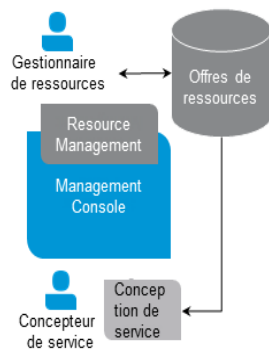 Gestionnaire
de ressources
Offres de
ressources
Resource
Management
Management
Console
Concepteur
de service
Concep
tion de
service